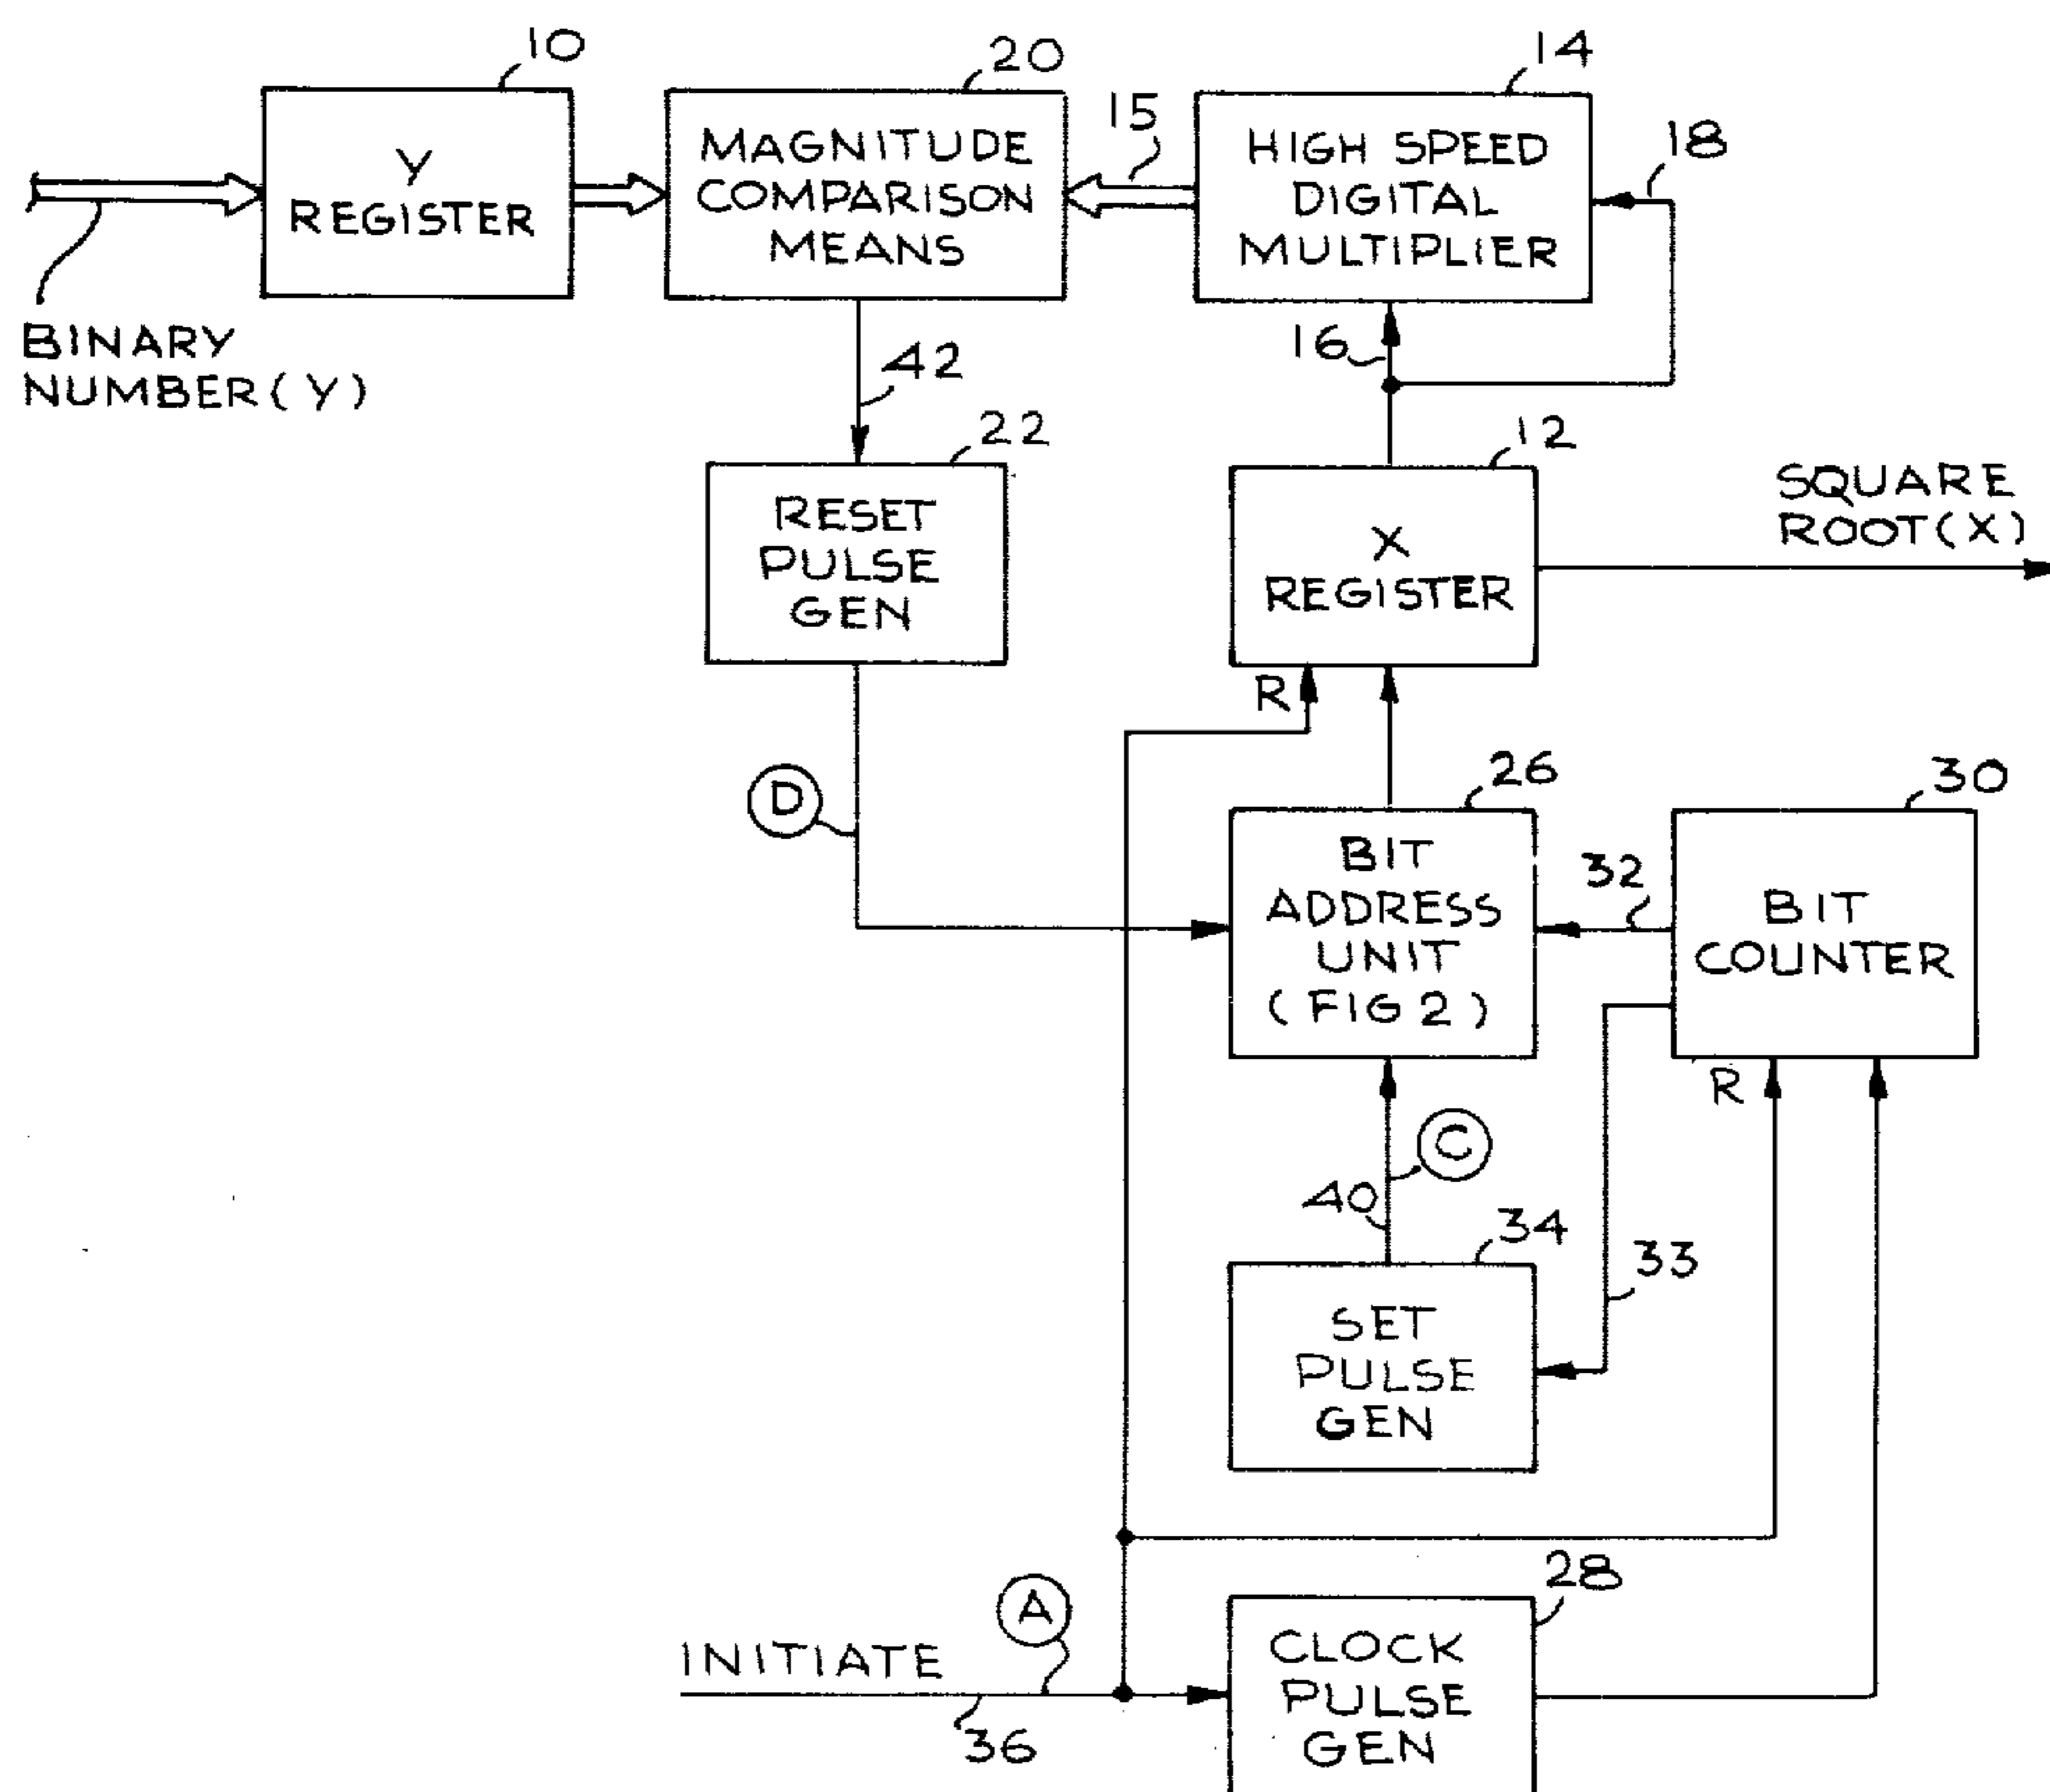 10
20
14
Y
REGISTER
MAGNITUDE
COMPARISON
MEANS
15
HIGH SPEED
DIGITAL
MULTIPLIER
18
BINARY
NUMBER(Y)
42
16
22
12
RESET
PULSE
GEN
X
REGISTER
SQUARE
ROOT(X)
R
D
26
30
BIT
ADDRESS
UNIT
(FIG 2)
32
BIT
COUNTER
R
C
40
34
33
SET
PULSE
GEN
28
A
INITIATE
36
CLOCK
PULSE
GEN